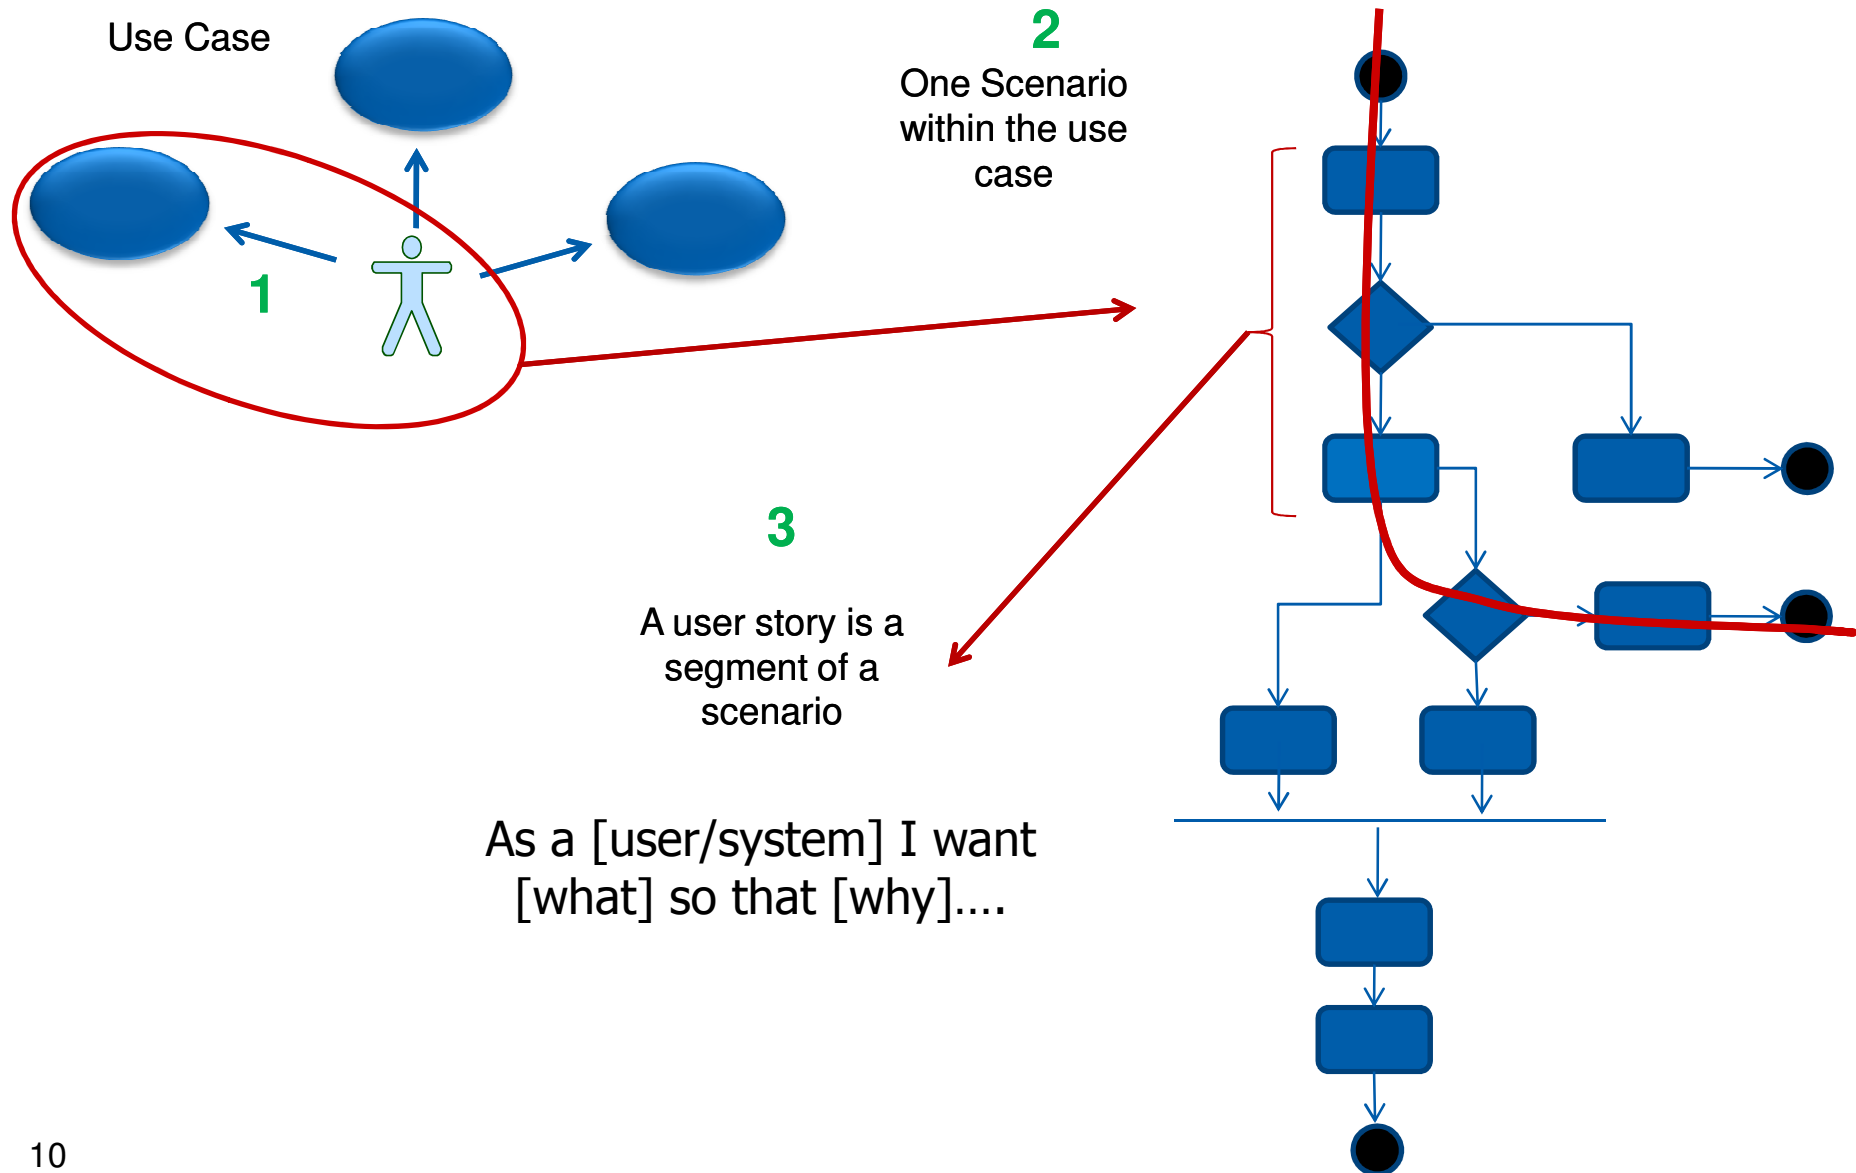 Use Case
1
2
One Scenario
within the use
case
3
A user story is a
segment of a
scenario
As a [user/system] I want
[what] so that [why]....
10